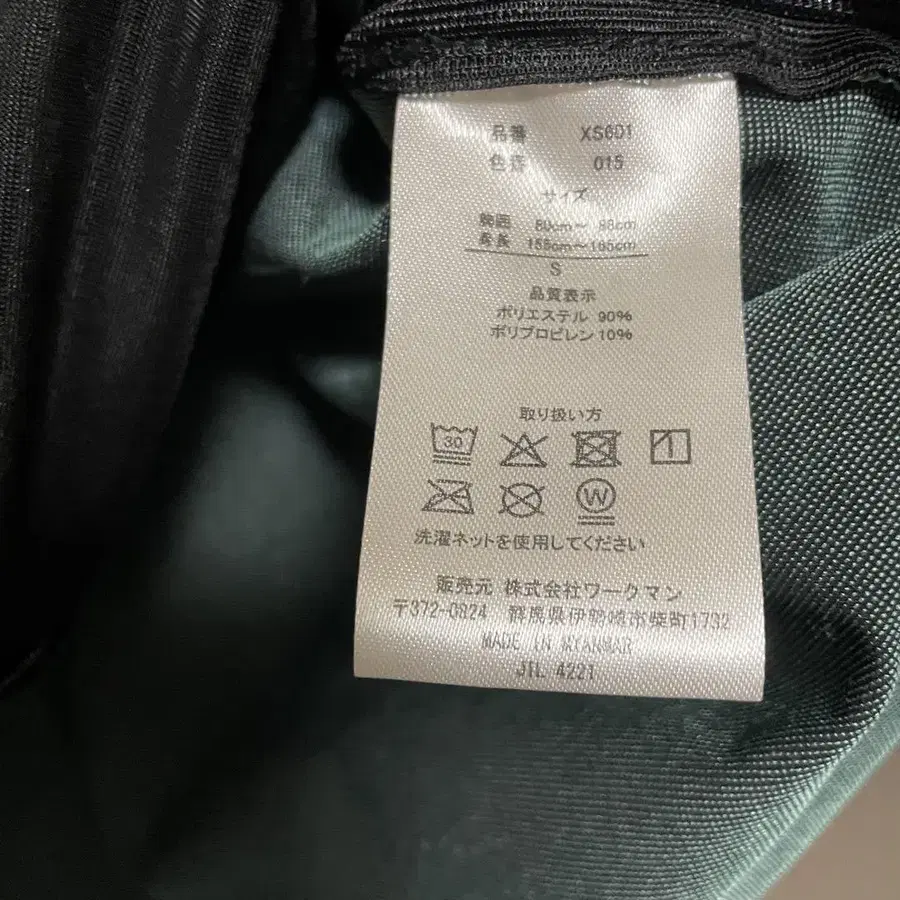 品番 XS601
色番 015
サイズ
胸囲 80cm～ 88cm
身長 155cm～165cm
S
品質表示
ポリエステル 90%
ポリプロピレン 10%
取り扱い方
30
W
洗濯ネットを使用してください
販売元 株式会社ワークマン
〒372-0824 群馬県伊勢崎市柴町1732
MADE IN MYANMAR
JTL 4221